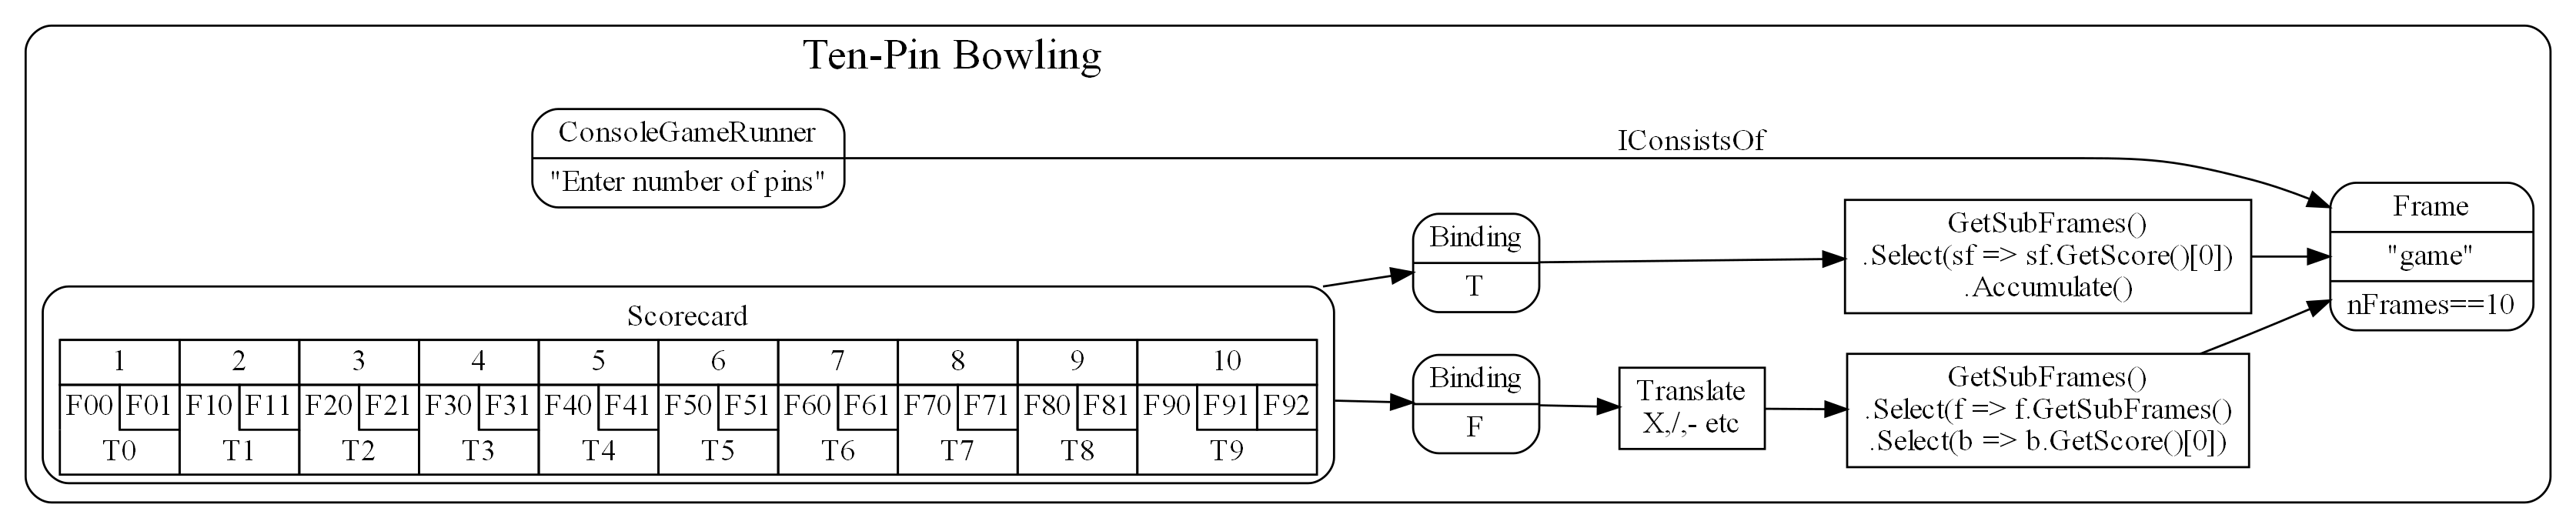 Ten-Pin Bowling
ConsoleGameRunner
"Enter number of pins"
IConsistsOf
Frame
"game"
nFrames==10
Binding
T
GetSubFrames()
.Select(sf => sf.GetScore()[0])
.Accumulate()
Scorecard
1 2 3 4 5 6 7 8 9 10
F00 F01 F10 F11 F20 F21 F30 F31 F40 F41 F50 F51 F60 F61 F70 F71 F80 F81 F90 F91 F92
T0 T1 T2 T3 T4 T5 T6 T7 T8 T9
Binding
F
Translate
X,/,- etc
GetSubFrames()
.Select(f => f.GetSubFrames()
.Select(b => b.GetScore()[0])